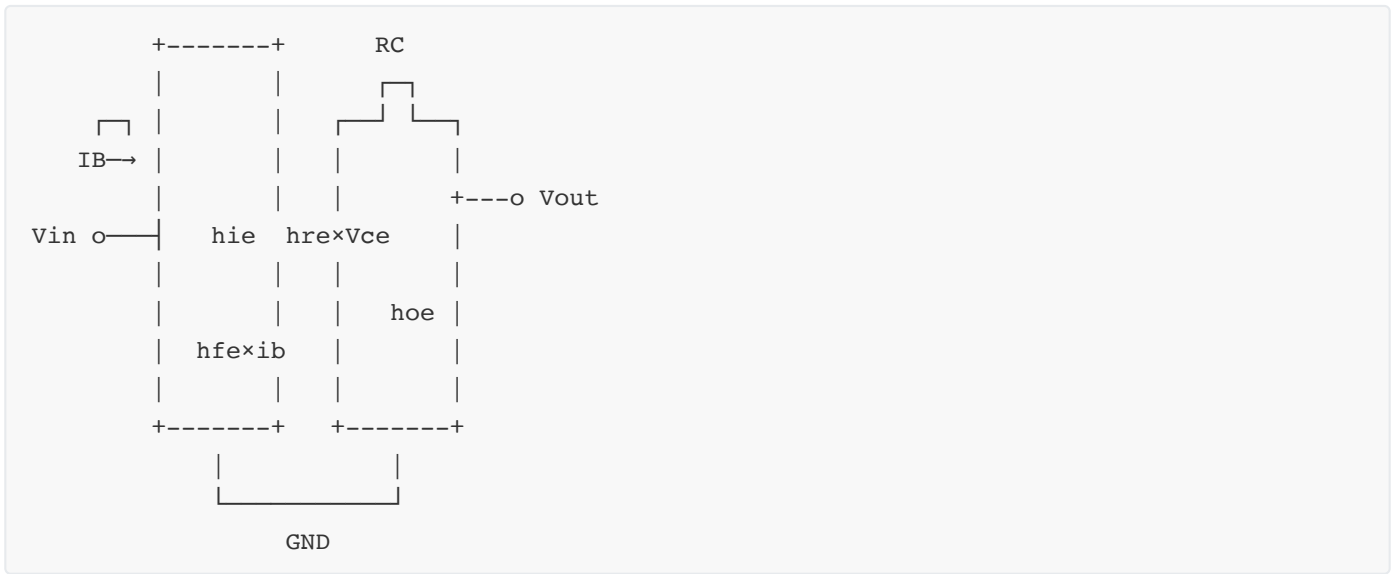 RC
IB→
Vout
Vin o hie hre×Vce
hoe
hfe×ib
GND